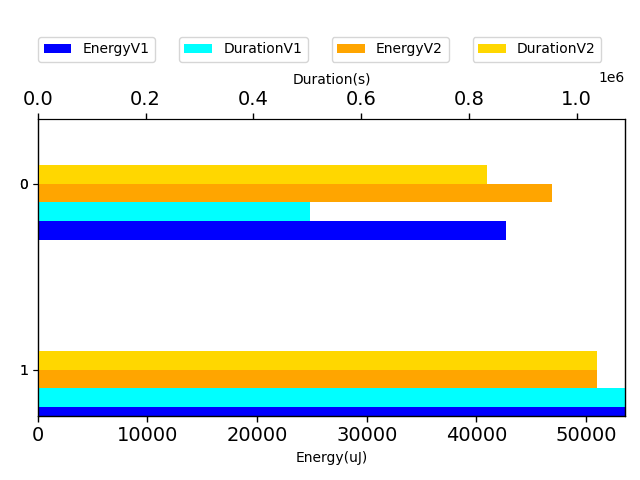 EnergyV1 DurationV1 EnergyV2 DurationV2
Duration(s)
1e6
0.0 0.2 0.4 0.6 0.8 1.0
0
1
0 10000 20000 30000 40000 50000
Energy(uJ)